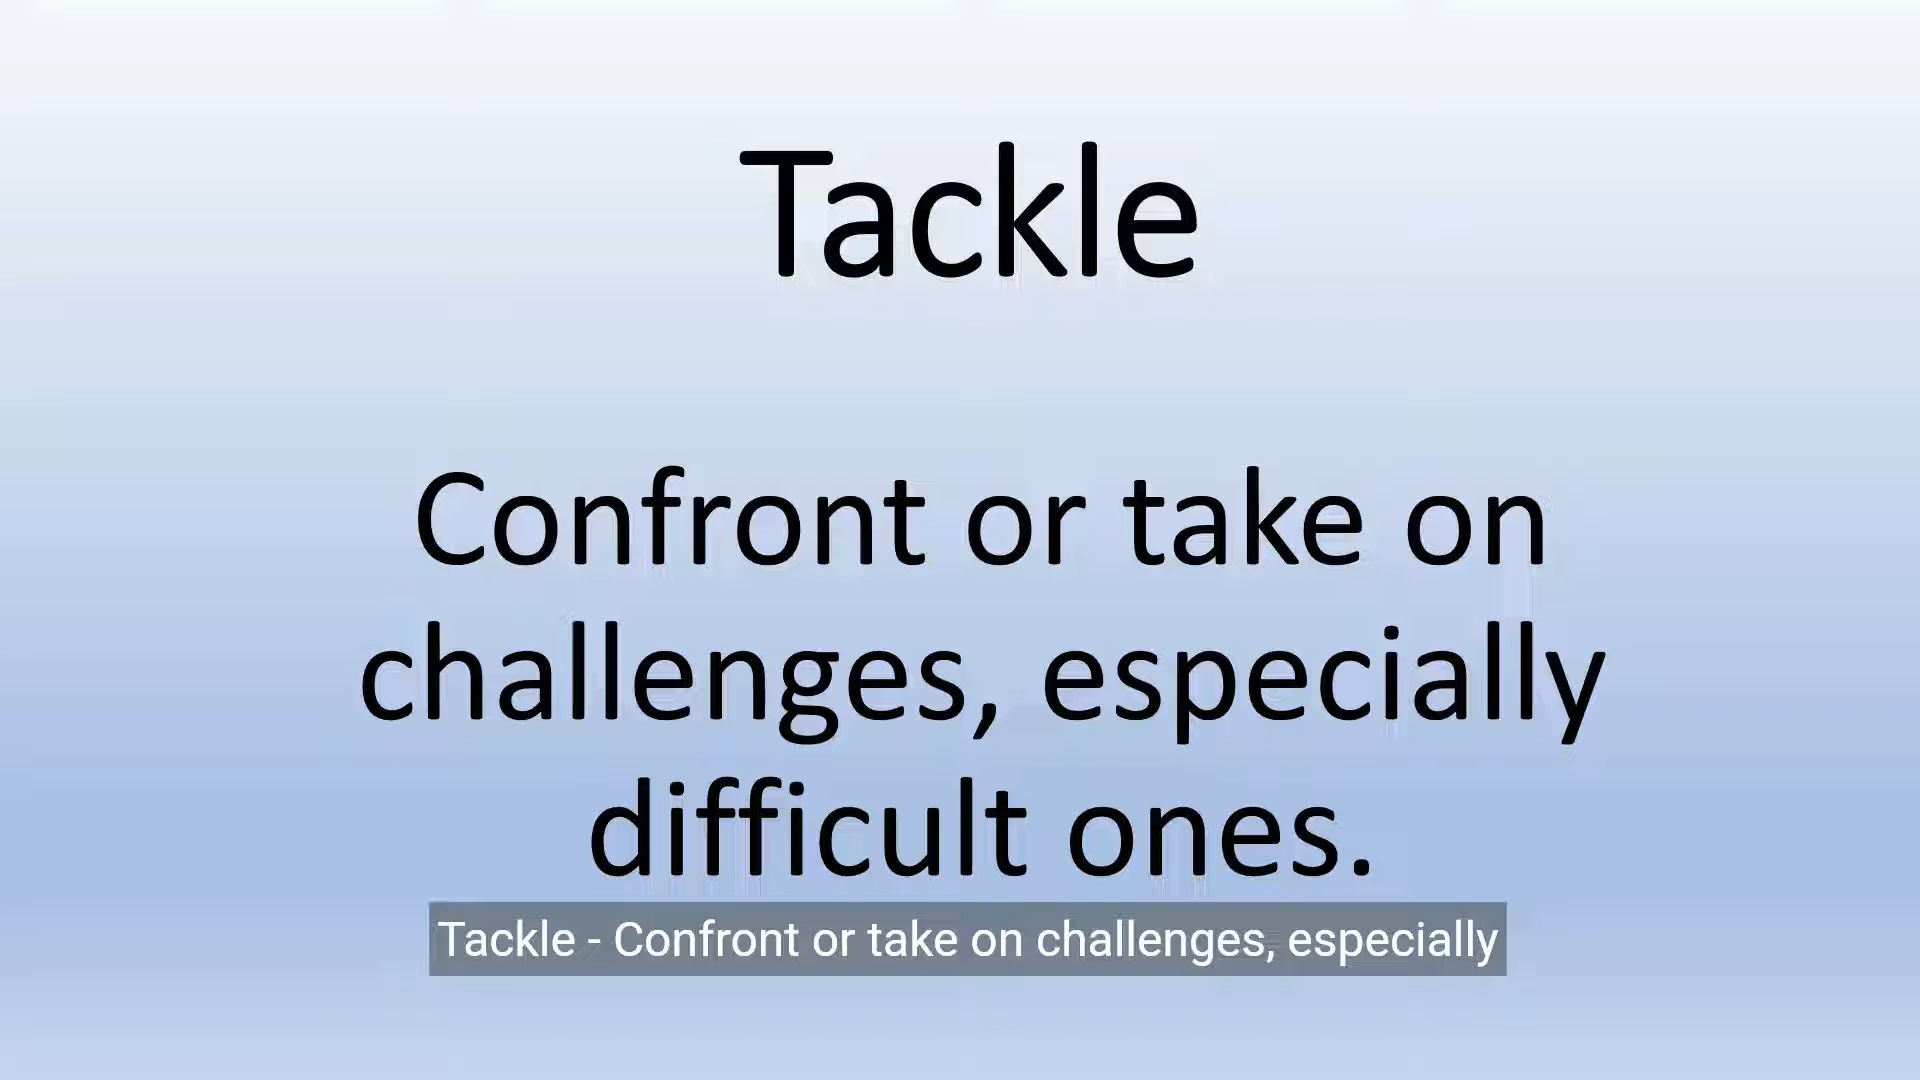 Tackle
Confront or take on
challenges, especially
difficult ones.
Tackle - Confront or take on challenges, especially